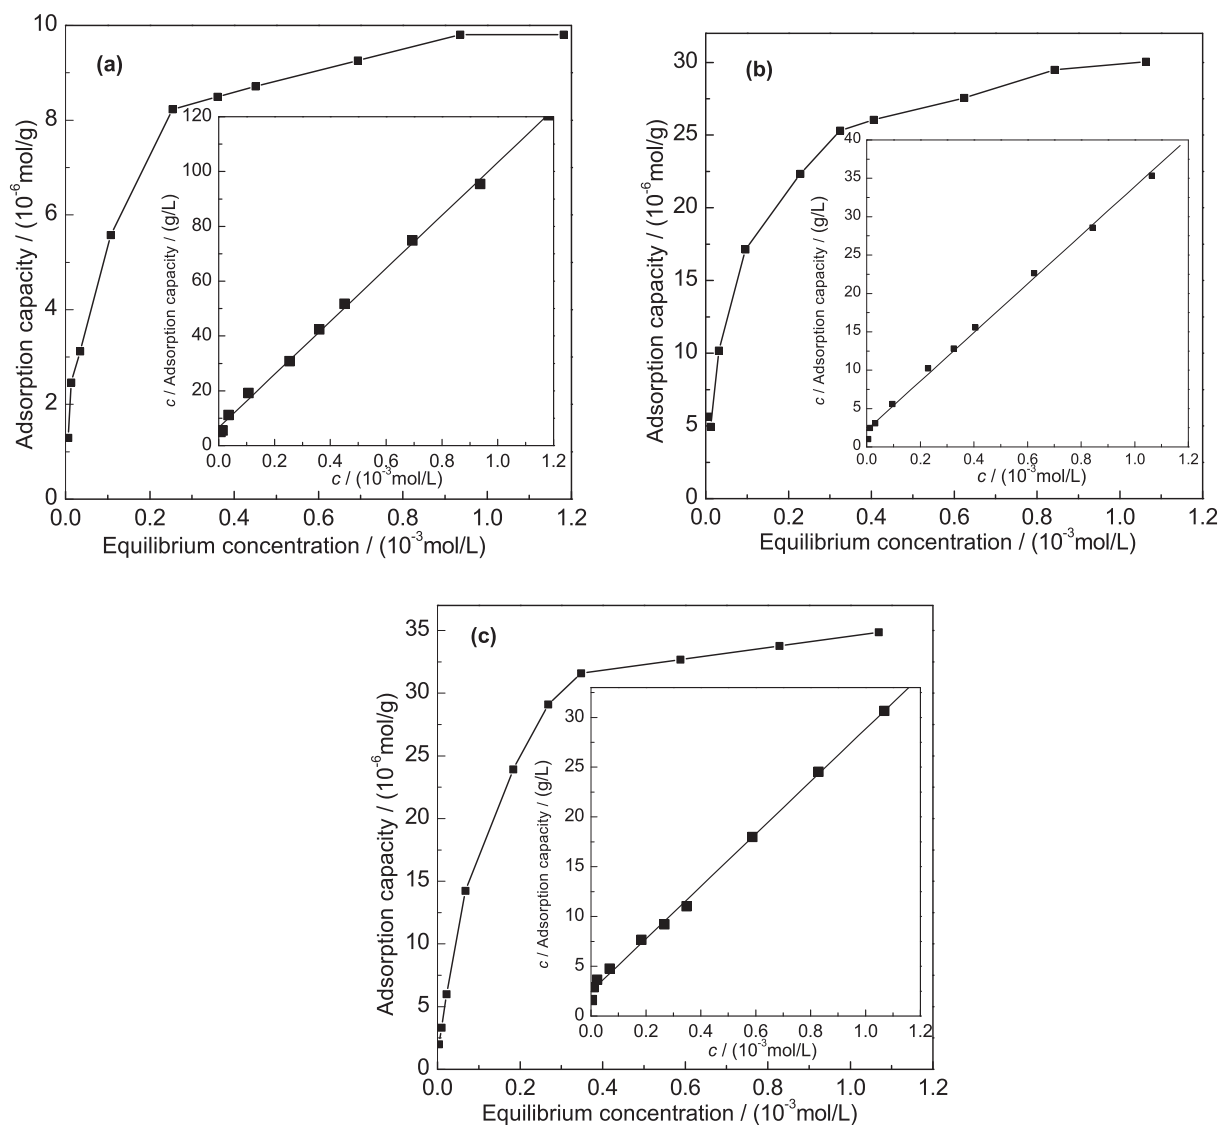 (a)
10
8
6
4
2
0
Adsorption capacity / (10⁻⁶mol/g)
0.0 0.2 0.4 0.6 0.8 1.0 1.2
Equilibrium concentration / (10⁻³mol/L)
120
100
80
60
40
20
0
c / Adsorption capacity / (g/L)
0.0 0.2 0.4 0.6 0.8 1.0 1.2
c / (10⁻³mol/L)
(b)
30
25
20
15
10
5
0
Adsorption capacity / (10⁻⁶mol/g)
0.0 0.2 0.4 0.6 0.8 1.0 1.2
Equilibrium concentration / (10⁻³mol/L)
40
35
30
25
20
15
10
5
0
c / Adsorption capacity / (g/L)
0.0 0.2 0.4 0.6 0.8 1.0 1.2
c / (10⁻³mol/L)
(c)
35
30
25
20
15
10
5
0
Adsorption capacity / (10⁻⁶mol/g)
0.0 0.2 0.4 0.6 0.8 1.0 1.2
Equilibrium concentration / (10⁻³mol/L)
30
25
20
15
10
5
0
c / Adsorption capacity / (g/L)
0.0 0.2 0.4 0.6 0.8 1.0 1.2
c / (10⁻³mol/L)